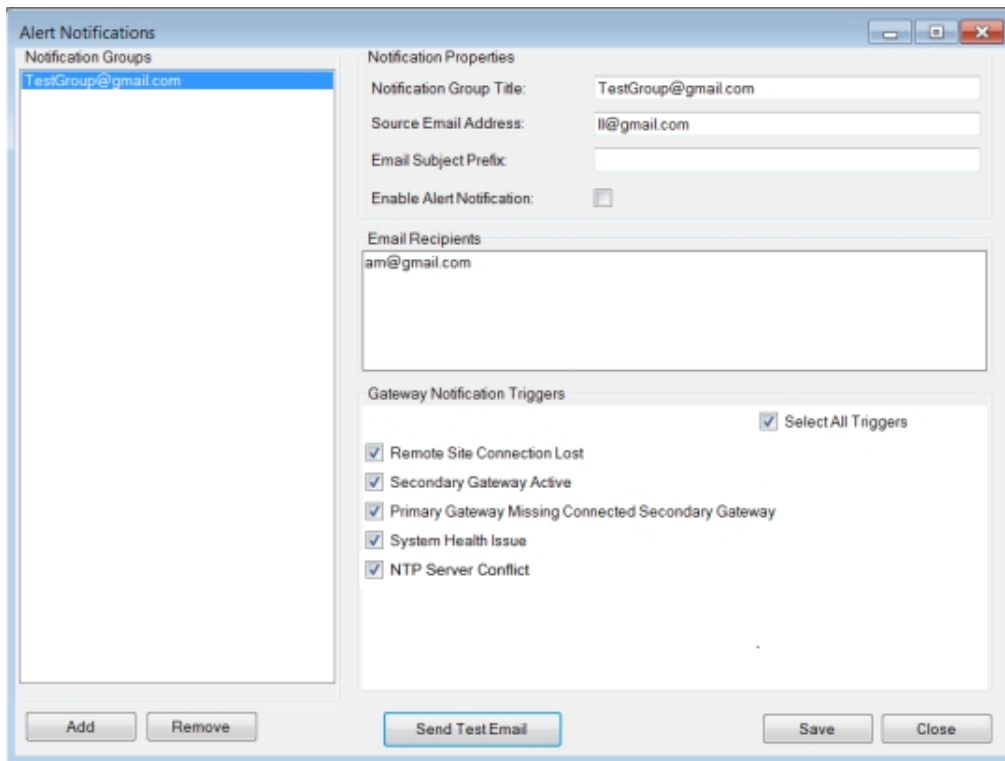 Alert Notifications
Notification Groups
TestGroup@gmail.com
Notification Properties
Notification Group Title: TestGroup@gmail.com
Source Email Address: ll@gmail.com
Email Subject Prefix:
Enable Alert Notification:
Email Recipients
am@gmail.com
Gateway Notification Triggers
Select All Triggers
Remote Site Connection Lost
Secondary Gateway Active
Primary Gateway Missing Connected Secondary Gateway
System Health Issue
NTP Server Conflict
Add Remove Send Test Email Save Close